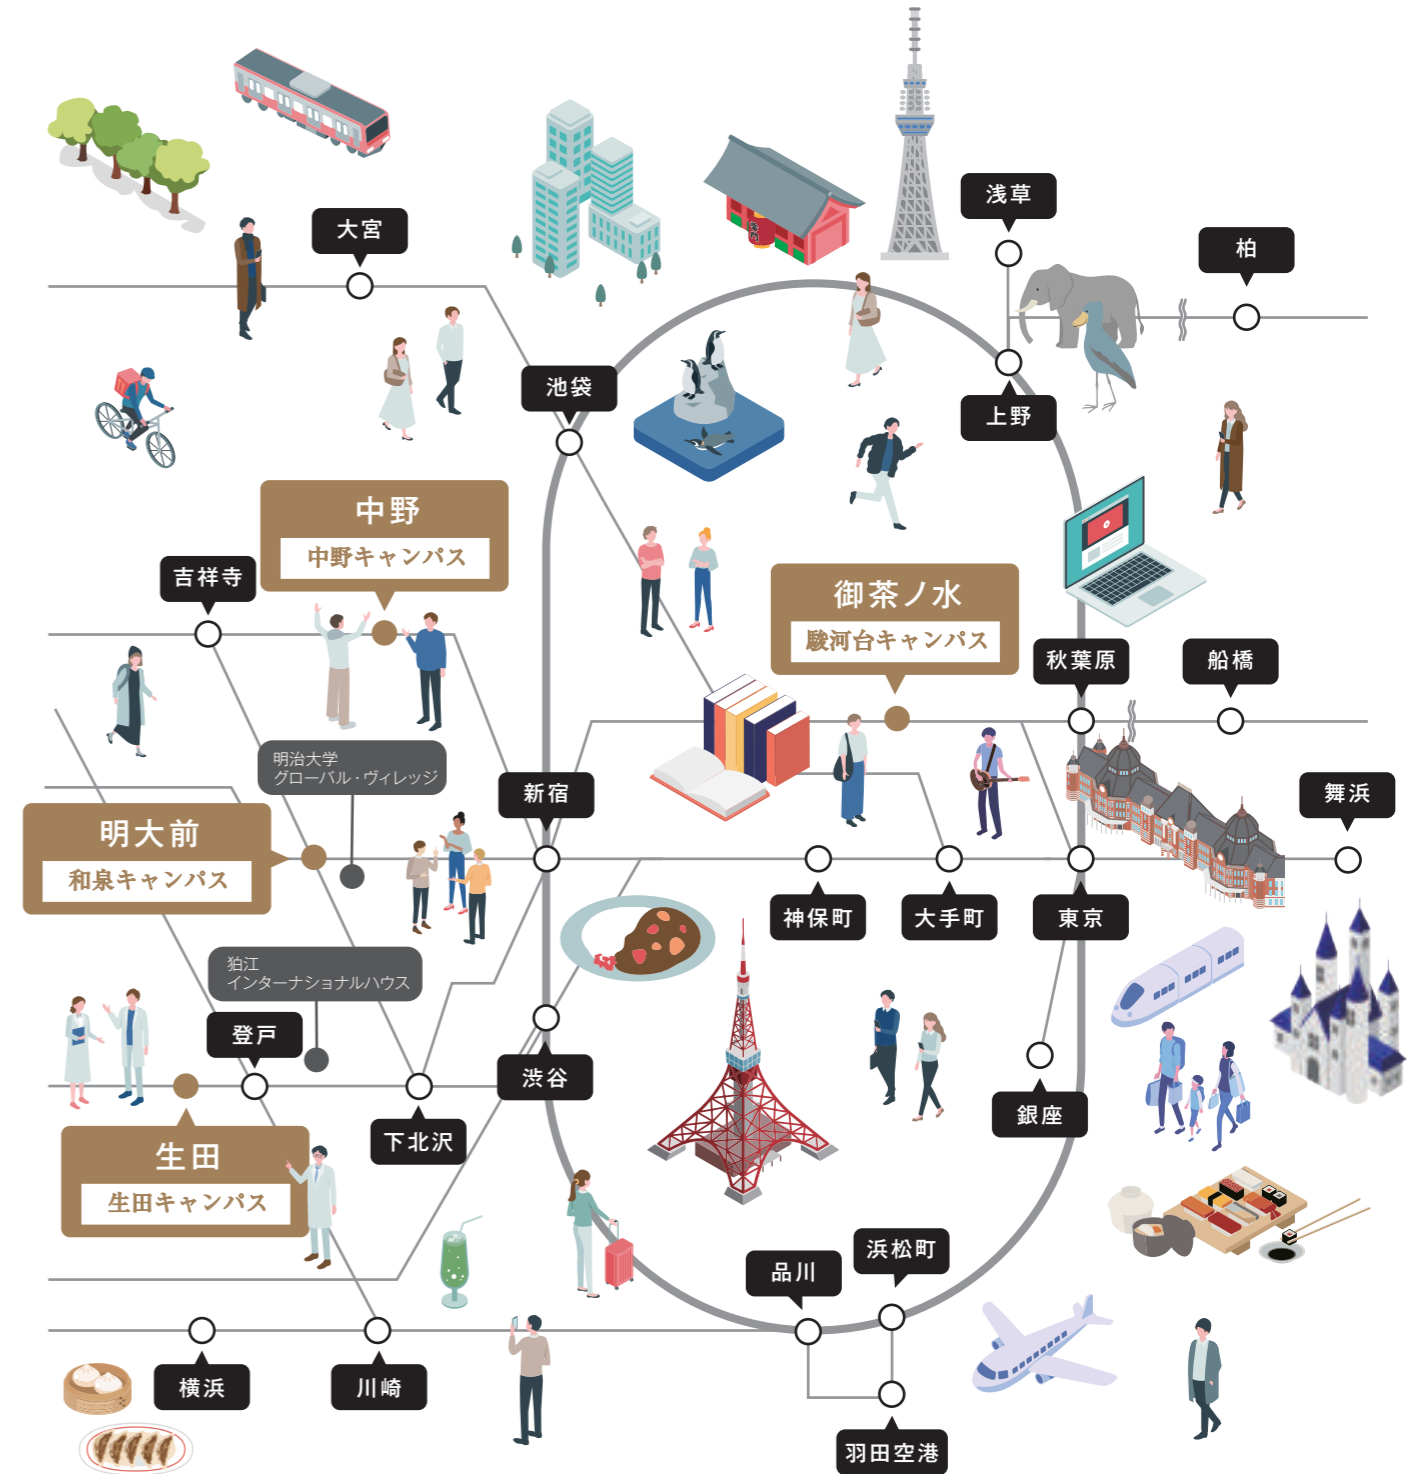 浅草
大宮
柏
池袋
上野
中野
中野キャンパス
吉祥寺
御茶ノ水
駿河台キャンパス
秋葉原
船橋
明治大学
グローバル・ヴィレッジ
新宿
舞浜
明大前
和泉キャンパス
神保町
大手町
東京
狛江
インターナショナルハウス
登戸
渋谷
銀座
下北沢
生田
生田キャンパス
浜松町
品川
横浜
川崎
羽田空港